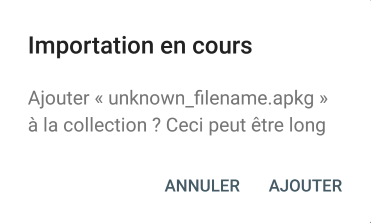 Importation en cours
Ajouter « unknown_filename.apkg »
à la collection ? Ceci peut être long
ANNULER AJOUTER